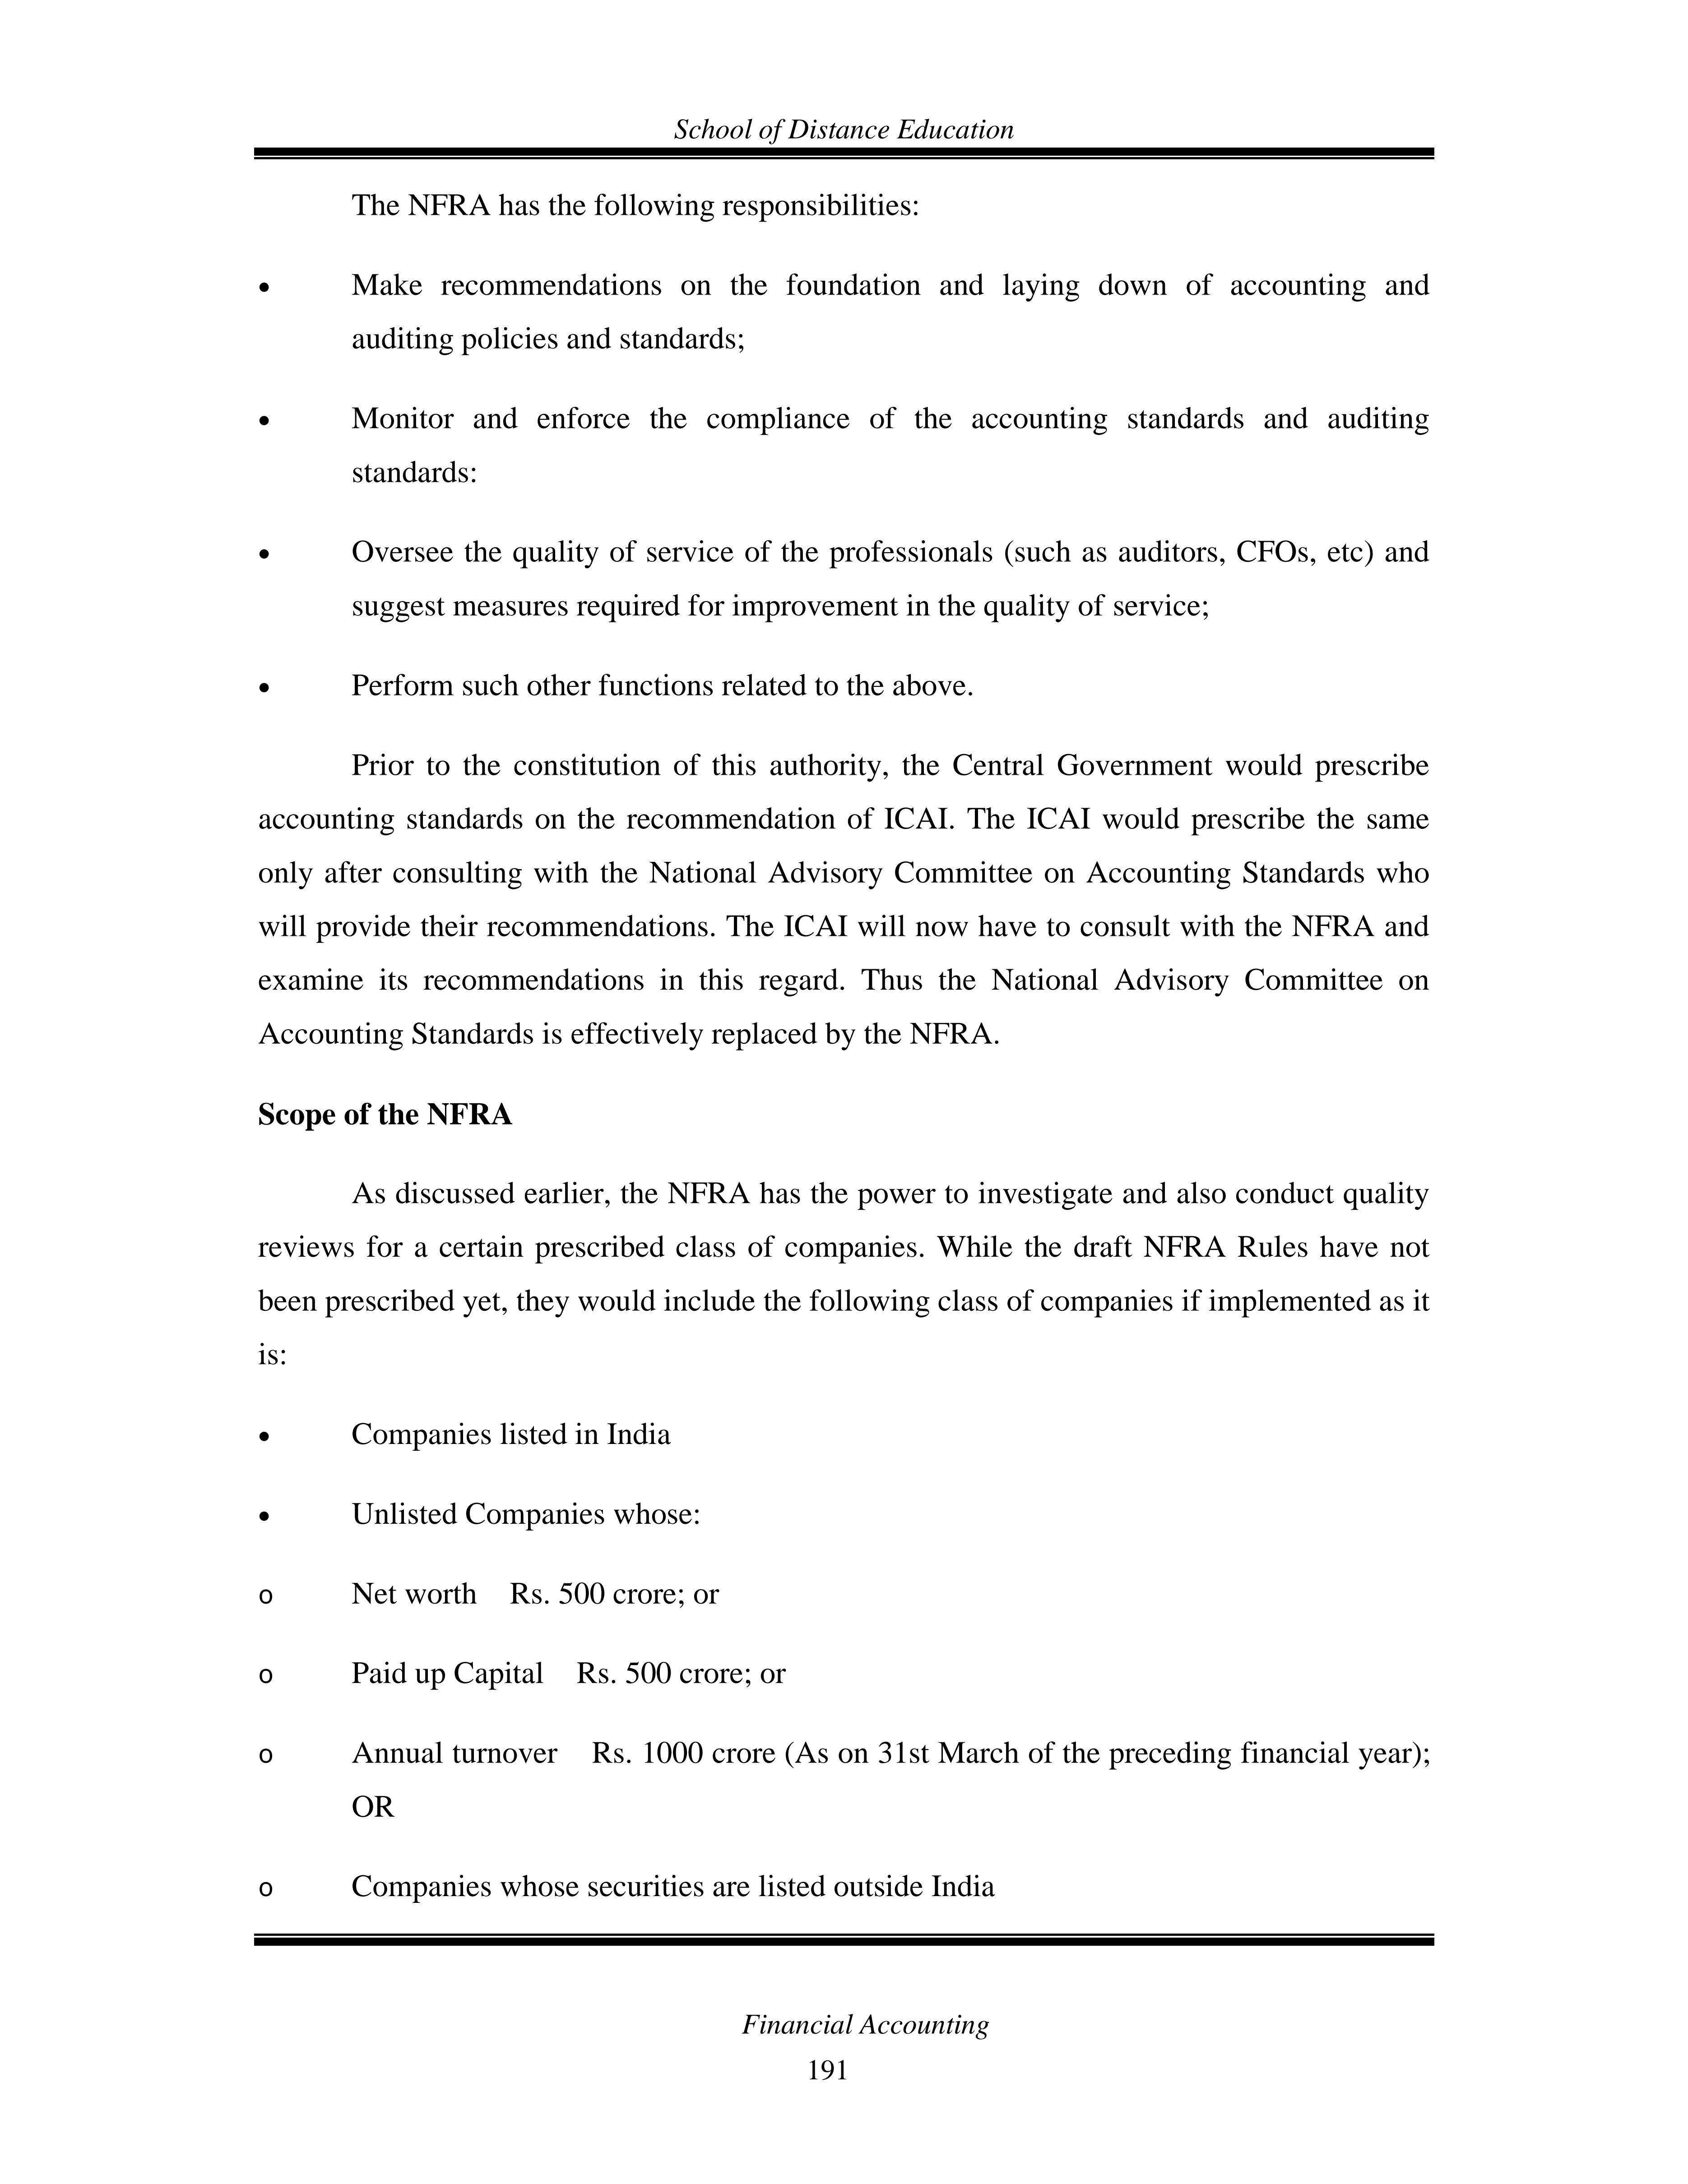 School of Distance Education
The NFRA has the following responsibilities:
• Make recommendations on the foundation and laying down of accounting and
auditing policies and standards;
• Monitor and enforce the compliance of the accounting standards and auditing
standards:
• Oversee the quality of service of the professionals (such as auditors, CFOs, etc) and
suggest measures required for improvement in the quality of service;
• Perform such other functions related to the above.
Prior to the constitution of this authority, the Central Government would prescribe
accounting standards on the recommendation of ICAI. The ICAI would prescribe the same
only after consulting with the National Advisory Committee on Accounting Standards who
will provide their recommendations. The ICAI will now have to consult with the NFRA and
examine its recommendations in this regard. Thus the National Advisory Committee on
Accounting Standards is effectively replaced by the NFRA.
Scope of the NFRA
As discussed earlier, the NFRA has the power to investigate and also conduct quality
reviews for a certain prescribed class of companies. While the draft NFRA Rules have not
been prescribed yet, they would include the following class of companies if implemented as it
is:
• Companies listed in India
• Unlisted Companies whose:
o Net worth Rs. 500 crore; or
o Paid up Capital Rs. 500 crore; or
o Annual turnover Rs. 1000 crore (As on 31st March of the preceding financial year);
OR
o Companies whose securities are listed outside India
Financial Accounting
191